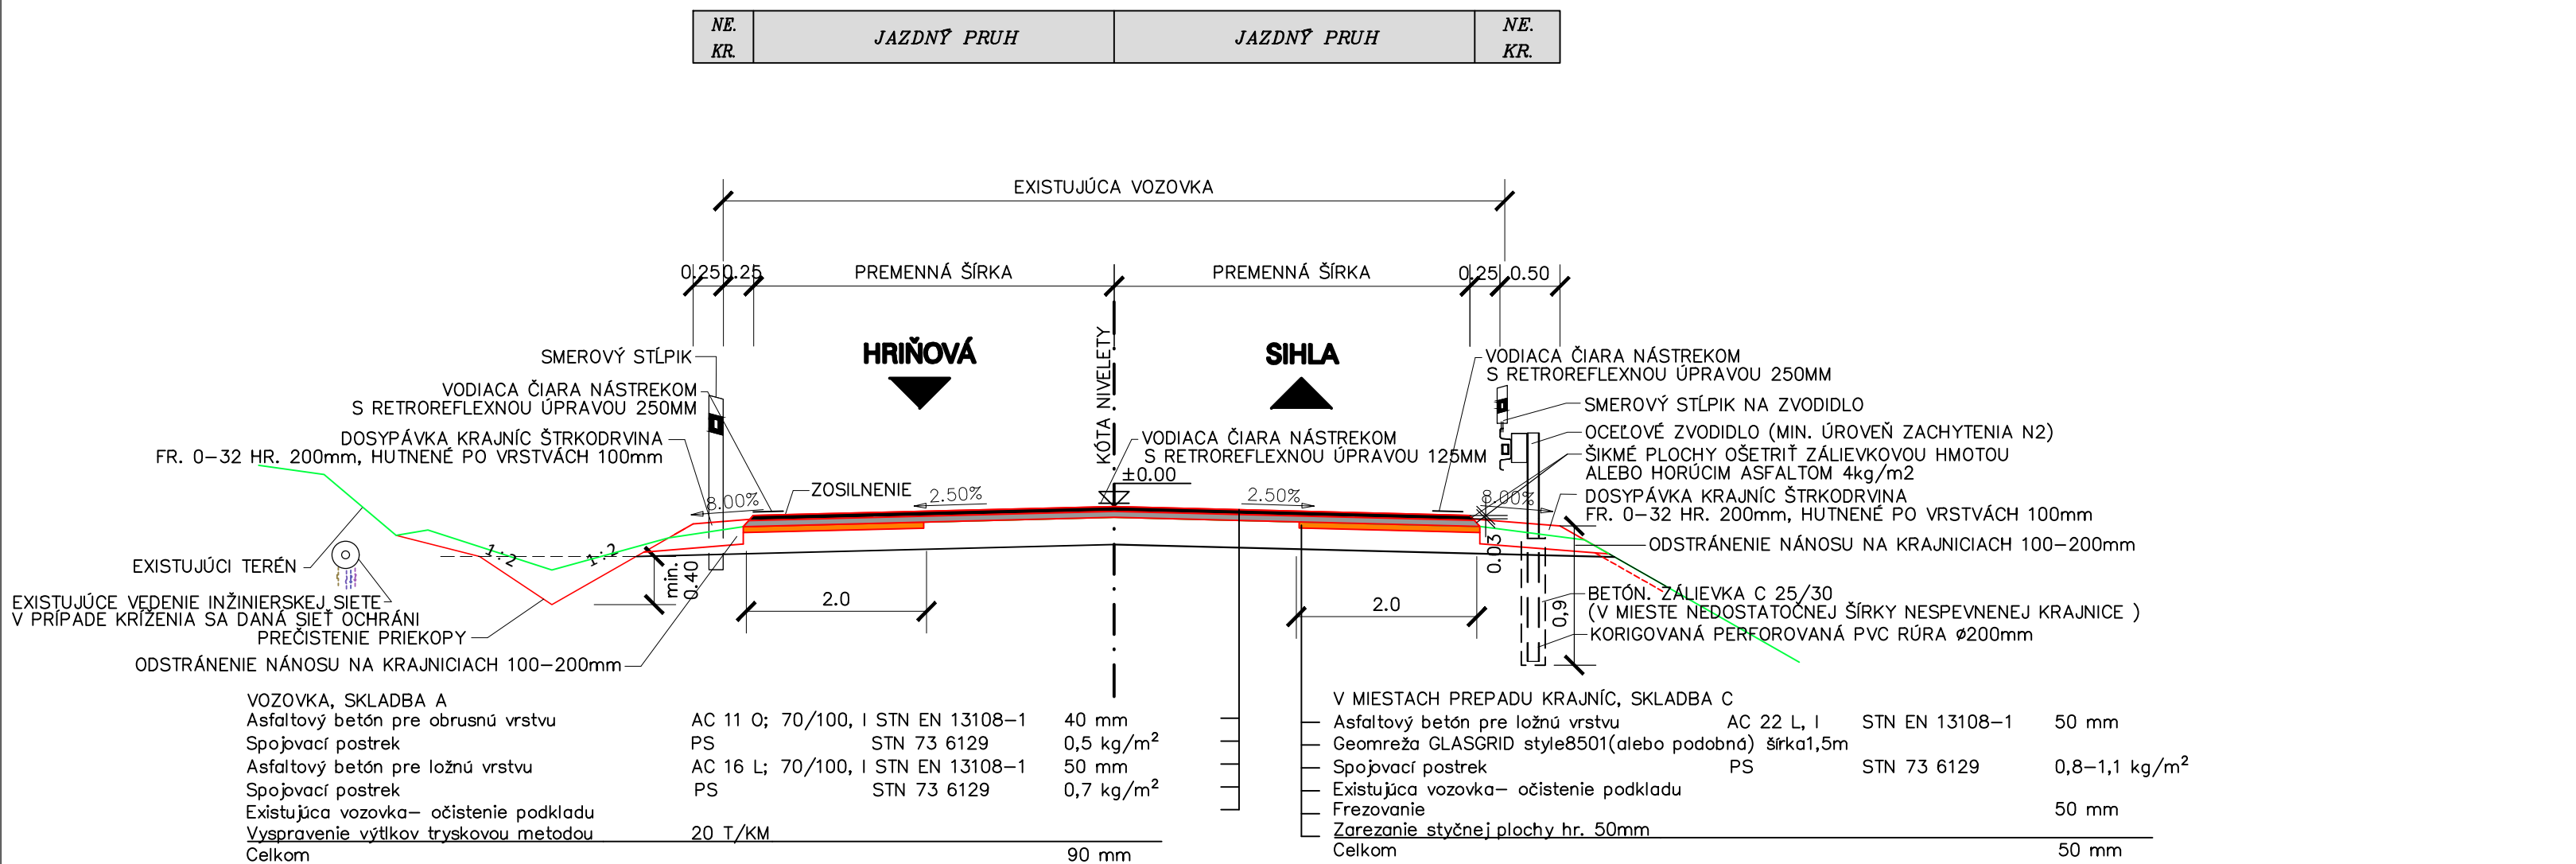 NE. KR.
JAZDNÝ PRUH
JAZDNÝ PRUH
NE. KR.
EXISTUJÚCA VOZOVKA
0.25
0.25
PREMENNÁ ŠÍRKA
PREMENNÁ ŠÍRKA
0.25
0.50
SMEROVÝ STĹPIK
HRIŇOVÁ
KÓTA NIVELETY
SIHLA
VODIACA ČIARA NÁSTREKOM
S RETROREFLEXNOU ÚPRAVOU 250MM
VODIACA ČIARA NÁSTREKOM
S RETROREFLEXNOU ÚPRAVOU 250MM
SMEROVÝ STĹPIK NA ZVODIDLO
DOSYPÁVKA KRAJNÍC ŠTRKODRVINA
FR. 0-32 HR. 200mm, HUTNENÉ PO VRSTVÁCH 100mm
VODIACA ČIARA NÁSTREKOM
S RETROREFLEXNOU ÚPRAVOU 125MM
±0.00
OCEĽOVÉ ZVODIDLO (MIN. ÚROVEŇ ZACHYTENIA N2)
ŠIKMÉ PLOCHY OŠETRIŤ ZÁLIEVKOVOU HMOTOU
ALEBO HORÚCIM ASFALTOM 4kg/m2
8.00%
ZOSILNENIE
2.50%
2.50%
8.00%
DOSYPÁVKA KRAJNÍC ŠTRKODRVINA
FR. 0-32 HR. 200mm, HUTNENÉ PO VRSTVÁCH 100mm
ODSTRÁNENIE NÁNOSU NA KRAJNICIACH 100-200mm
1:2
1:2
EXISTUJÚCI TERÉN
min.
0.40
0.03
2.0
2.0
0,9
EXISTUJÚCE VEDENIE INŽINIERSKEJ SIETE
V PRÍPADE KRÍŽENIA SA DANÁ SIEŤ OCHRÁNI
BETÓN. ZÁLIEVKA C 25/30
(V MIESTE NEDOSTATOČNEJ ŠÍRKY NESPEVNENEJ KRAJNICE )
PREČISTENIE PRIEKOPY
KORIGOVANÁ PERFOROVANÁ PVC RÚRA ø200mm
ODSTRÁNENIE NÁNOSU NA KRAJNICIACH 100-200mm
VOZOVKA, SKLADBA A
Asfaltový betón pre obrusnú vrstvu AC 11 O; 70/100, I STN EN 13108-1 40 mm
Spojovací postrek PS STN 73 6129 0,5 kg/m²
Asfaltový betón pre ložnú vrstvu AC 16 L; 70/100, I STN EN 13108-1 50 mm
Spojovací postrek PS STN 73 6129 0,7 kg/m²
Existujúca vozovka- očistenie podkladu
Vyspravenie výtlkov tryskovou metodou 20 T/KM
Celkom 90 mm
V MIESTACH PREPADU KRAJNÍC, SKLADBA C
Asfaltový betón pre ložnú vrstvu AC 22 L, I STN EN 13108-1 50 mm
Geomreža GLASGRID style8501(alebo podobná) šírka1,5m
Spojovací postrek PS STN 73 6129 0,8-1,1 kg/m²
Existujúca vozovka- očistenie podkladu
Frezovanie 50 mm
Zarezanie styčnej plochy hr. 50mm
Celkom 50 mm